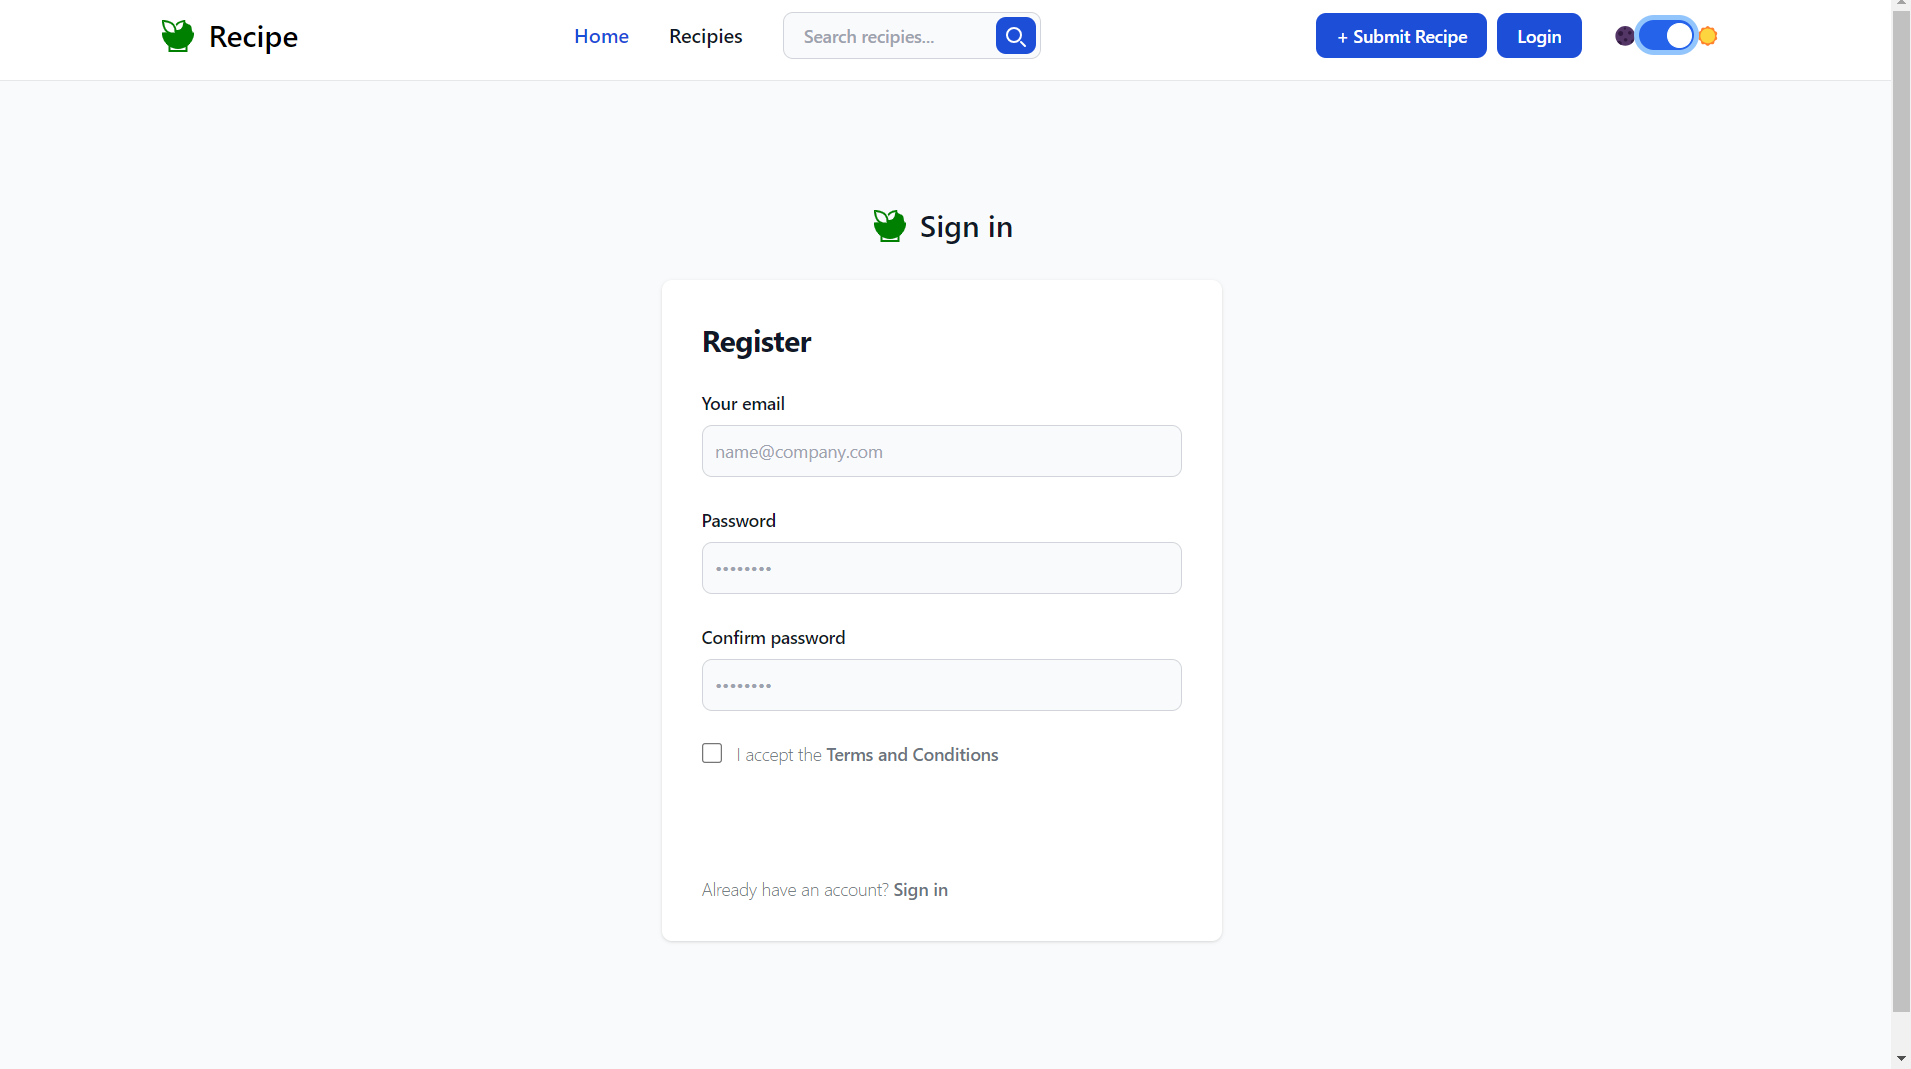 Recipe
Home
Recipies
Search recipies...
+ Submit Recipe
Login
Sign in
Register
Your email
name@company.com
Password
••••••••
Confirm password
••••••••
I accept the Terms and Conditions
Already have an account? Sign in